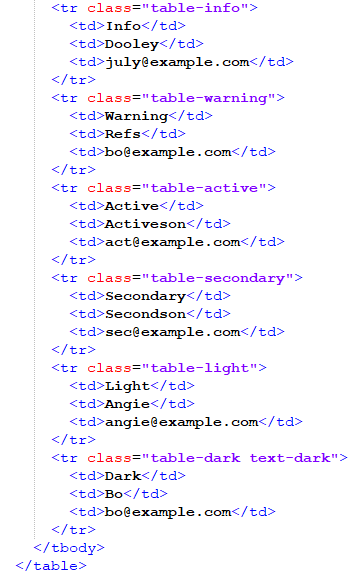 <tr class="table-info">
<td>Info</td>
<td>Dooley</td>
<td>july@example.com</td>
</tr>
<tr class="table-warning">
<td>Warning</td>
<td>Refs</td>
<td>bo@example.com</td>
</tr>
<tr class="table-active">
<td>Active</td>
<td>Activeson</td>
<td>act@example.com</td>
</tr>
<tr class="table-secondary">
<td>Secondary</td>
<td>Secondson</td>
<td>sec@example.com</td>
</tr>
<tr class="table-light">
<td>Light</td>
<td>Angie</td>
<td>angie@example.com</td>
</tr>
<tr class="table-dark text-dark">
<td>Dark</td>
<td>Bo</td>
<td>bo@example.com</td>
</tr>
</tbody>
</table>